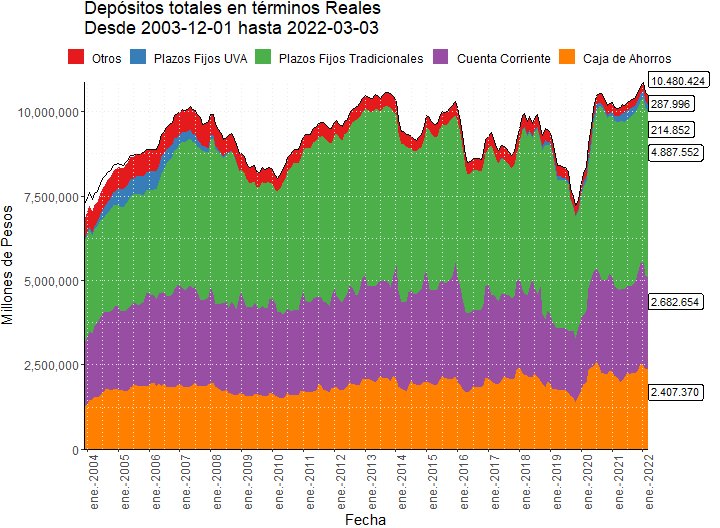 Depósitos totales en términos Reales
Desde 2003-12-01 hasta 2022-03-03
Otros
Plazos Fijos UVA
Plazos Fijos Tradicionales
Cuenta Corriente
Caja de Ahorros
Millones de Pesos
10,000,000
7,500,000
5,000,000
2,500,000
0
10.480.424
287.996
214.852
4.887.552
2.682.654
2.407.370
ene.-2004
ene.-2005
ene.-2006
ene.-2007
ene.-2008
ene.-2009
ene.-2010
ene.-2011
ene.-2012
ene.-2013
ene.-2014
ene.-2015
ene.-2016
ene.-2017
ene.-2018
ene.-2019
ene.-2020
ene.-2021
ene.-2022
Fecha